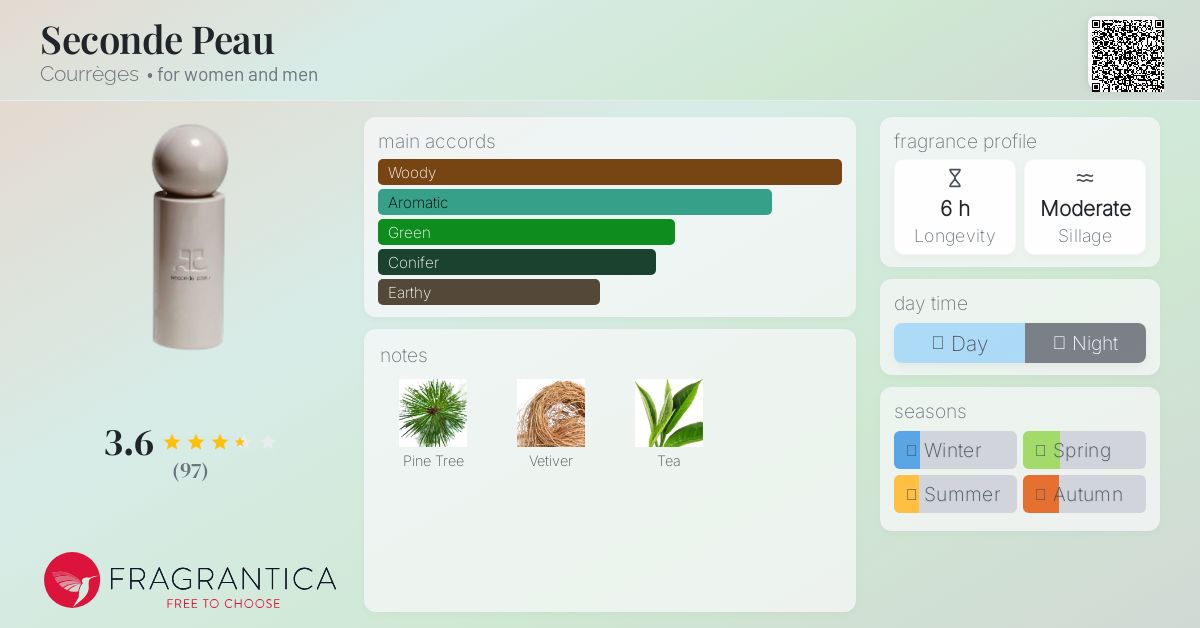 Seconde Peau
Courrèges • for women and men
main accords
Woody
Aromatic
Green
Conifer
Earthy
notes
Pine Tree
Vetiver
Tea
fragrance profile
6 h
Longevity
Moderate
Sillage
day time
Day
Night
seasons
Winter
Spring
Summer
Autumn
seconde peau
3.6
(97)
FRAGRANTICA
FREE TO CHOOSE